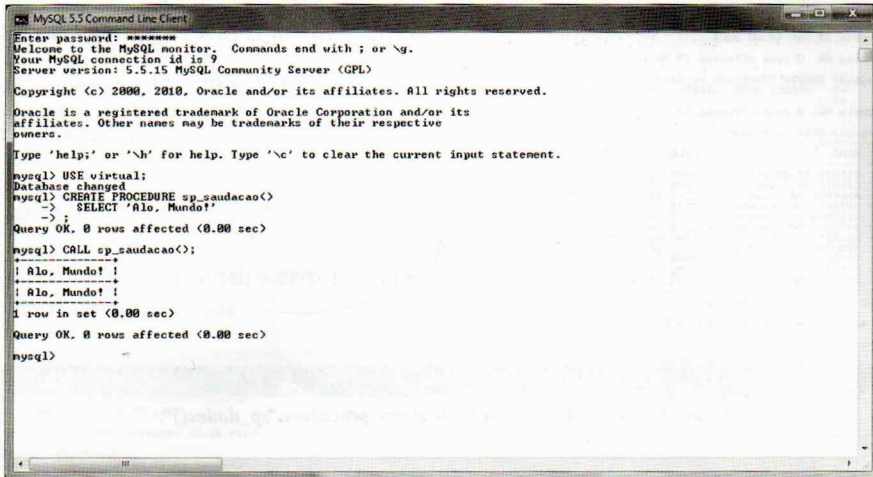 MySQL 5.5 Command Line Client
Enter password: *******
Welcome to the MySQL monitor.  Commands end with ; or \g.
Your MySQL connection id is 9
Server version: 5.5.15 MySQL Community Server (GPL)
Copyright (c) 2000, 2010, Oracle and/or its affiliates. All rights reserved.
Oracle is a registered trademark of Oracle Corporation and/or its
affiliates. Other names may be trademarks of their respective
owners.
Type 'help;' or '\h' for help. Type '\c' to clear the current input statement.
mysql> USE virtual;
Database changed
mysql> CREATE PROCEDURE sp_saudacao()
    ->   SELECT 'Alo, Mundo!'
    -> ;
Query OK, 0 rows affected (0.00 sec)
mysql> CALL sp_saudacao();
+-------------+
| Alo, Mundo! |
+-------------+
| Alo, Mundo! |
+-------------+
1 row in set (0.00 sec)
Query OK, 0 rows affected (0.00 sec)
mysql>